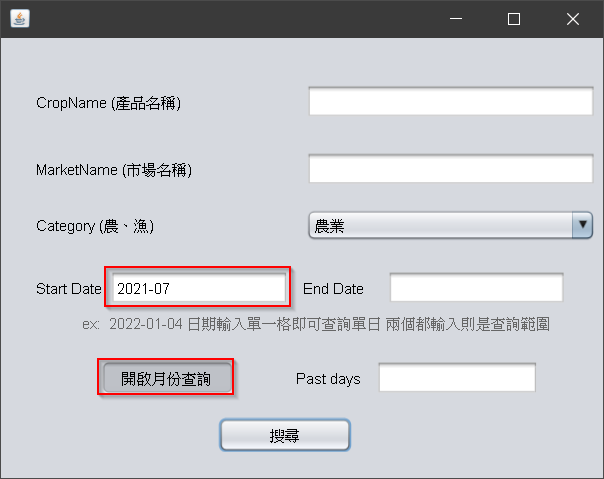 CropName (產品名稱)
MarketName (市場名稱)
Category (農、漁) 農業
Start Date 2021-07 End Date
ex: 2022-01-04 日期輸入單一格即可查詢單日 兩個都輸入則是查詢範圍
開啟月份查詢 Past days
搜尋